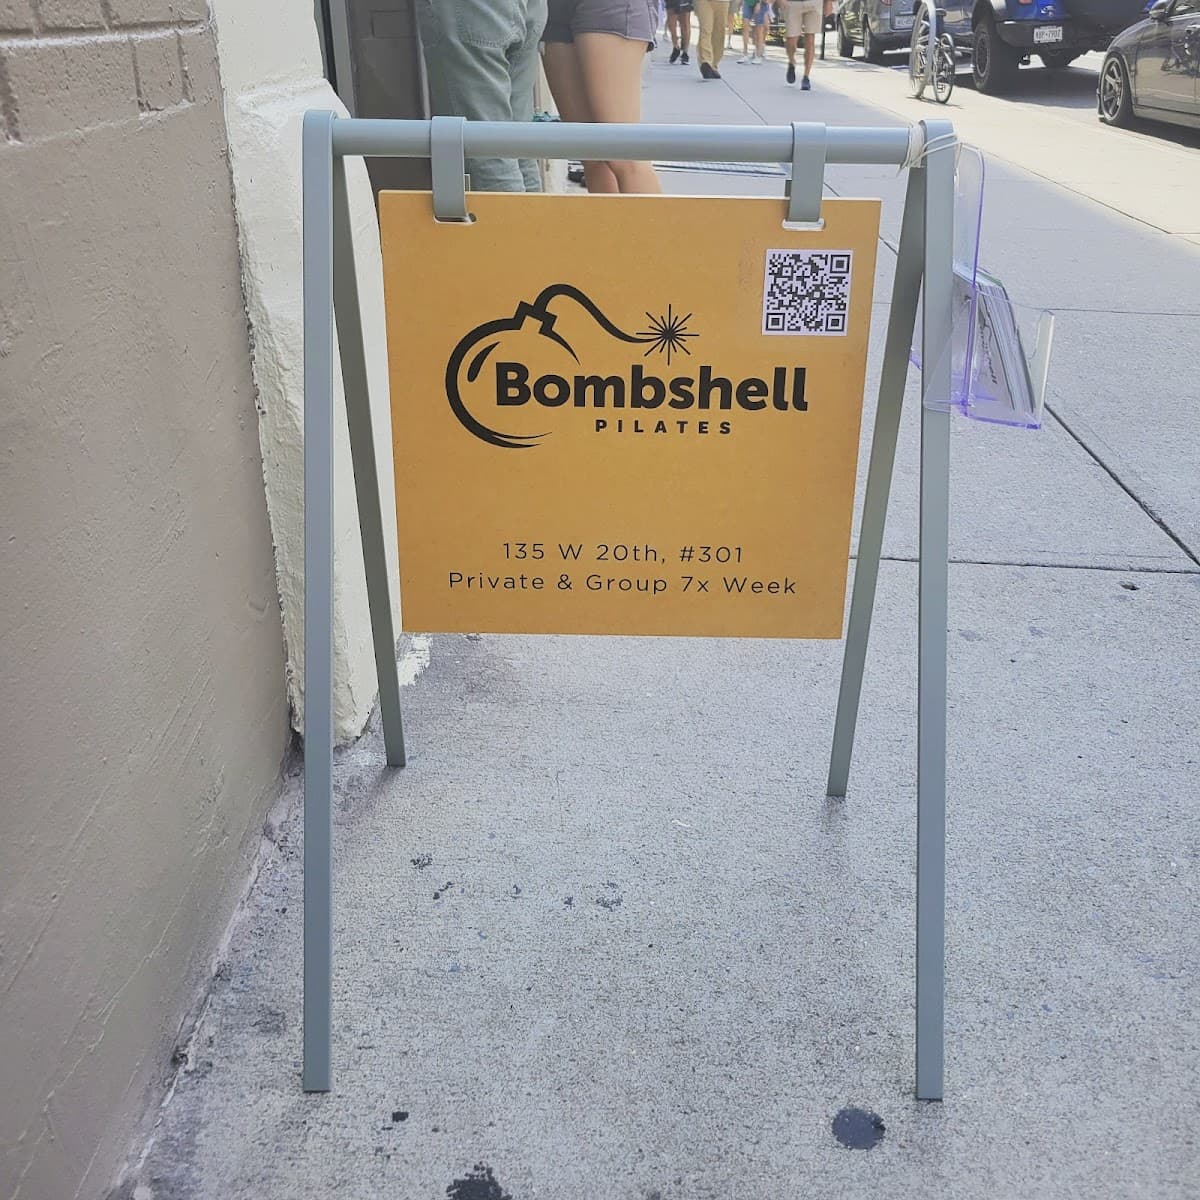 Bombshell
PILATES
135 W 20th, #301
Private & Group 7x Week